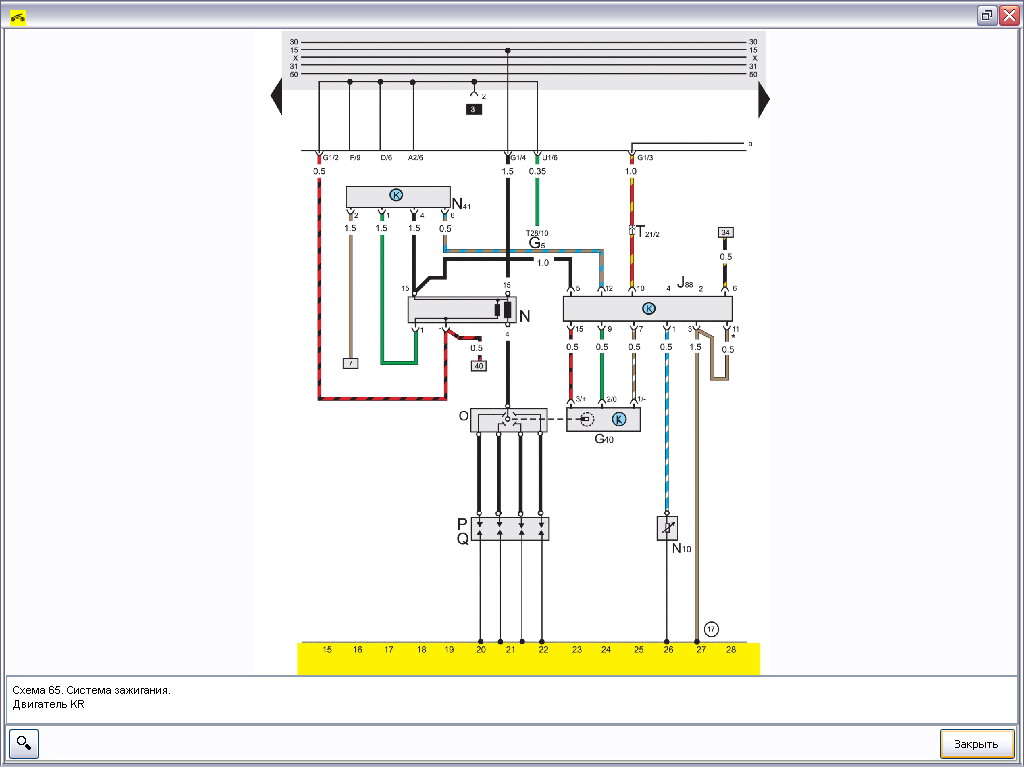 30 30
15 15
X X
31 31
50 50
2
3
a
G1/2 F/9 D/6 A2/6 G1/4 U1/6 G1/3
0.5 1.5 0.35 1.0
K
N41
2 1 4 6
1.5 1.5 1.5 0.5
T28/10
G5
T21/2
34
0.5
1.0
15 15 5 12 10 4 J88 2 6
N K
1 4 15 9 7 1 3 11
*
0.5 0.5 0.5 0.5 0.5 1.5 0.5
7 40
3/+ 2/0 1/-
O K
G40
P
Q
N10
17
15 16 17 18 19 20 21 22 23 24 25 26 27 28
Схема 65. Система зажигания.
Двигатель KR
Закрыть